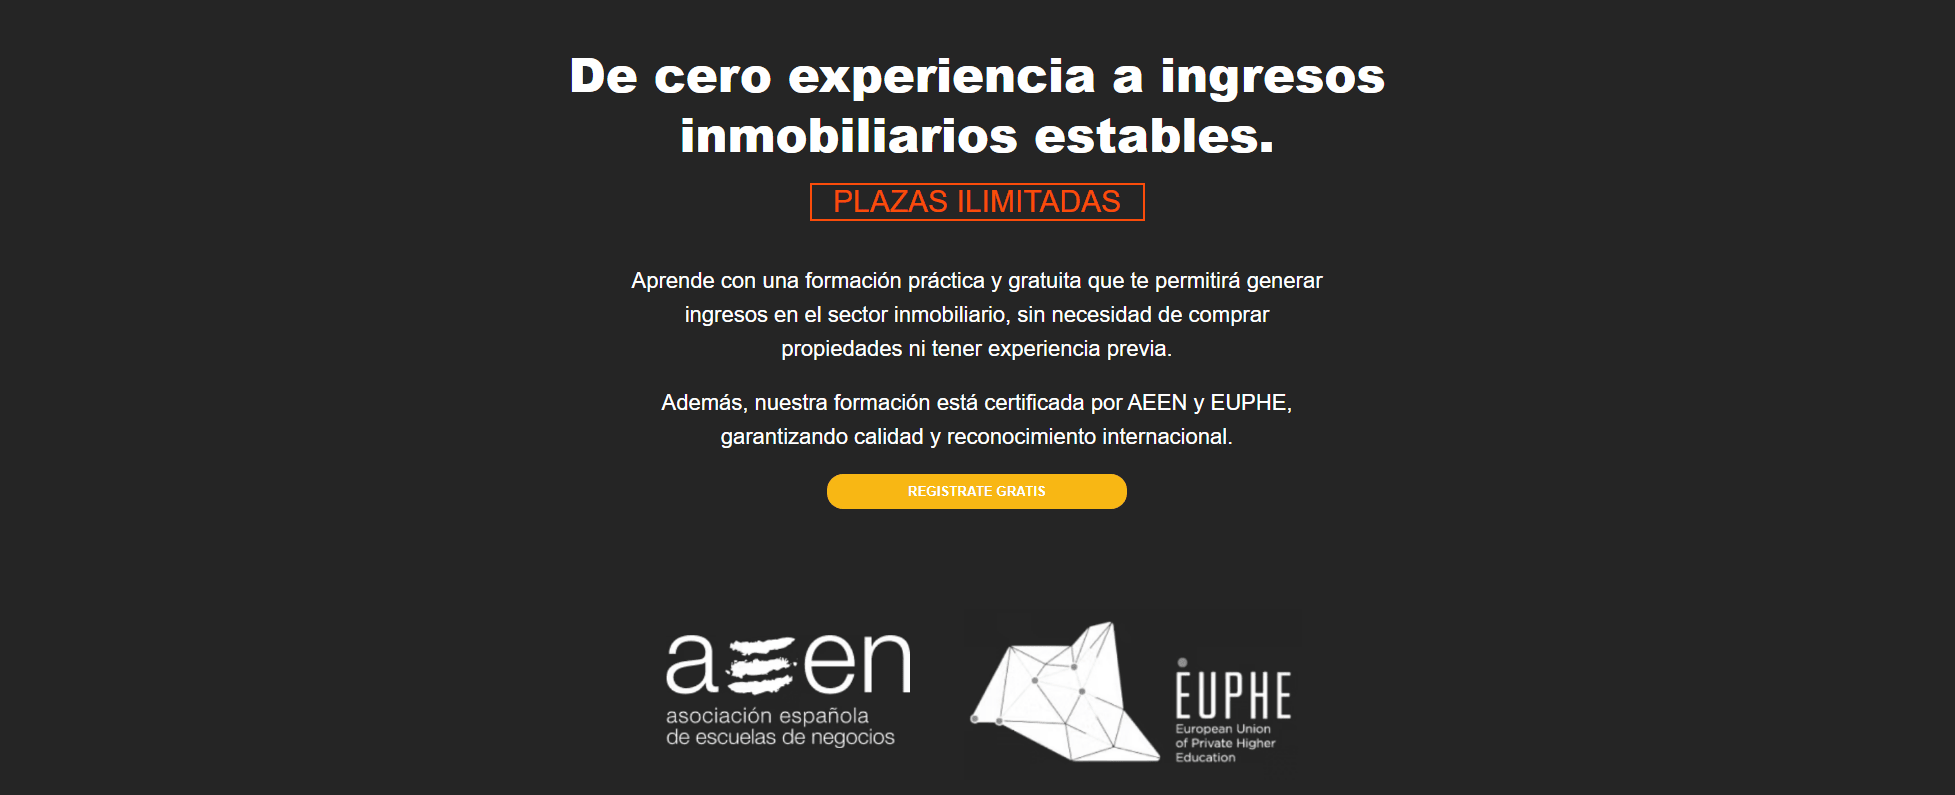 De cero experiencia a ingresos
inmobiliarios estables.
PLAZAS ILIMITADAS
Aprende con una formación práctica y gratuita que te permitirá generar
ingresos en el sector inmobiliario, sin necesidad de comprar
propiedades ni tener experiencia previa.
Además, nuestra formación está certificada por AEEN y EUPHE,
garantizando calidad y reconocimiento internacional.
REGISTRATE GRATIS
aeen
asociación española
de escuelas de negocios
EUPHE
European Union
of Private Higher
Education